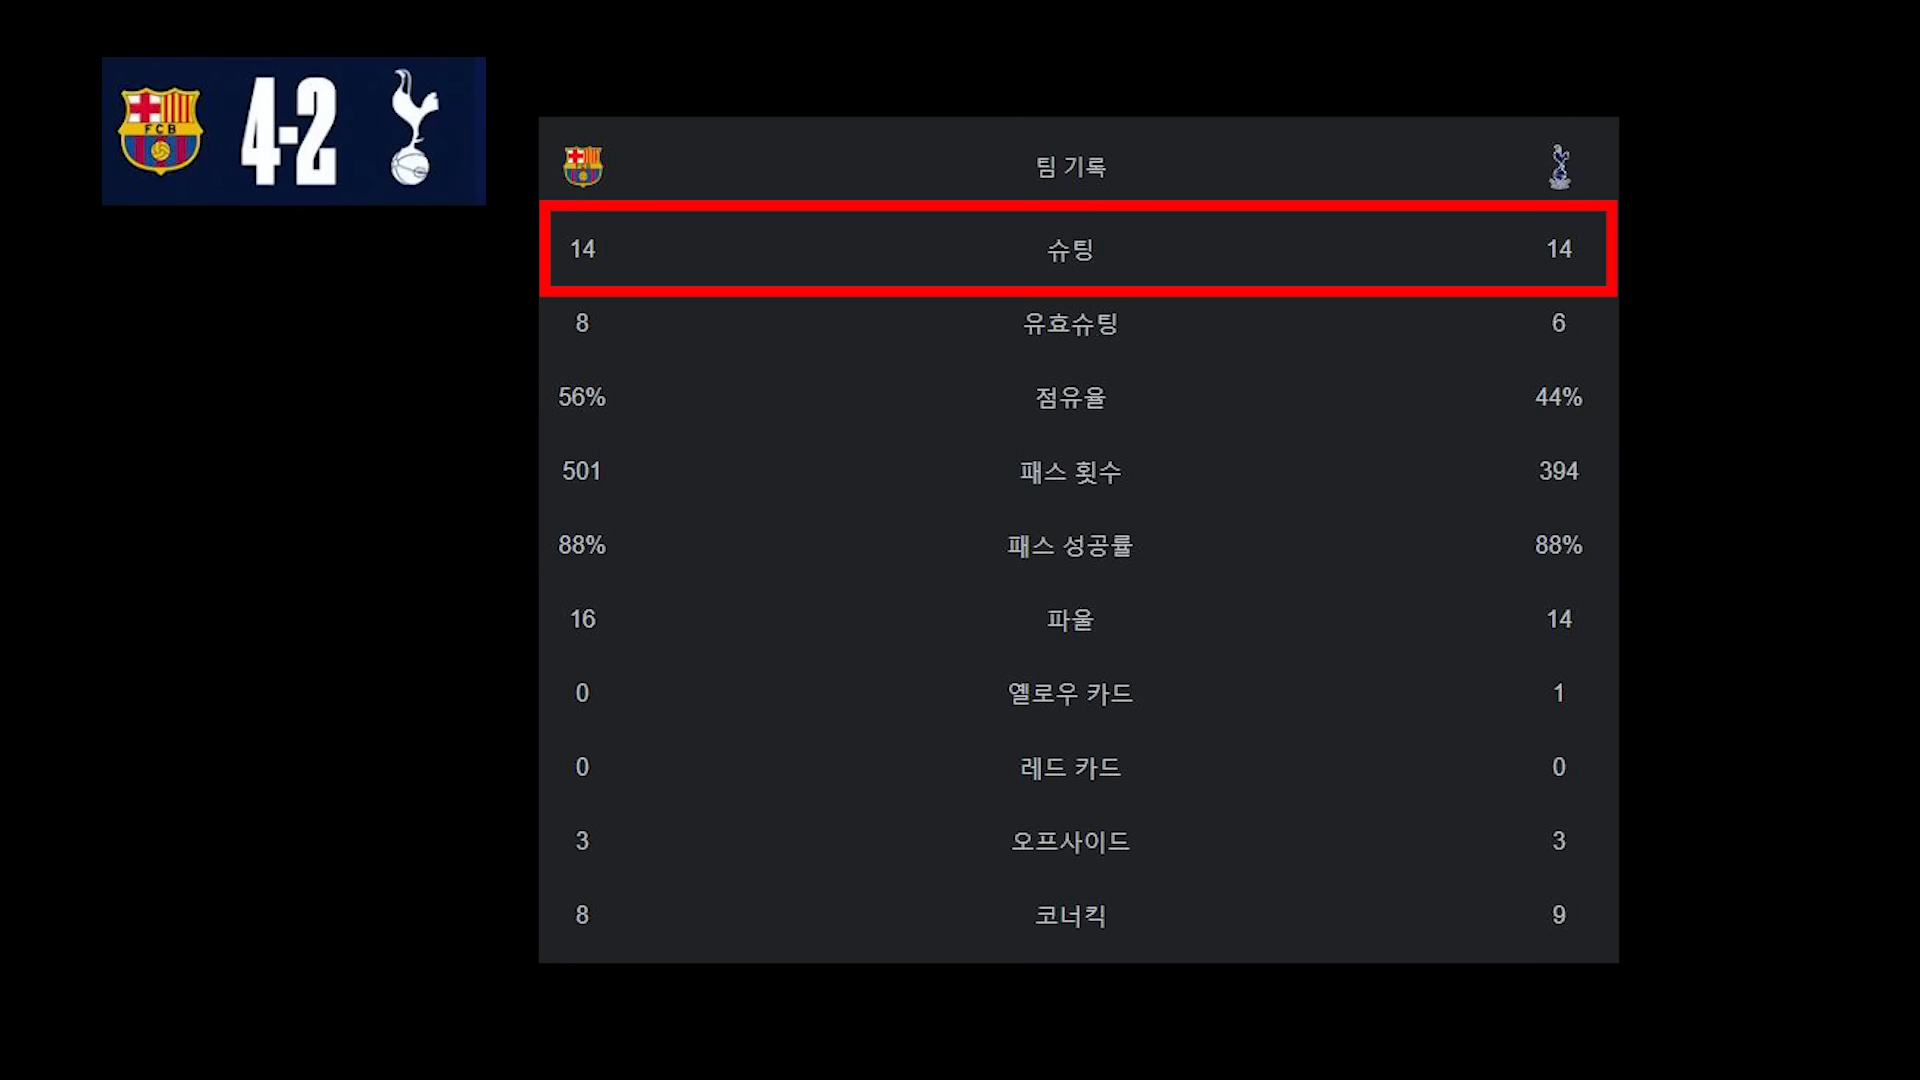 FCB
4-2
팀 기록
14 슈팅 14
8 유효슈팅 6
56% 점유율 44%
501 패스 횟수 394
88% 패스 성공률 88%
16 파울 14
0 옐로우 카드 1
0 레드 카드 0
3 오프사이드 3
8 코너킥 9